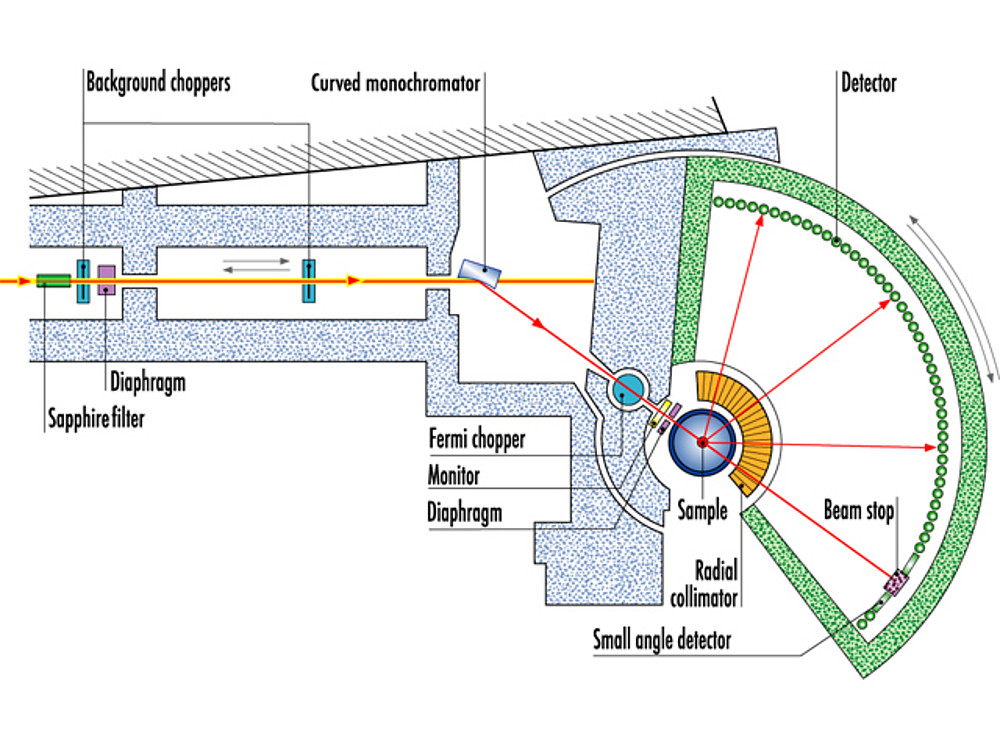 Background choppers
Curved monochromator
Detector
Diaphragm
Sapphire filter
Fermi chopper
Monitor
Diaphragm
Sample
Beam stop
Radial
collimator
Small angle detector